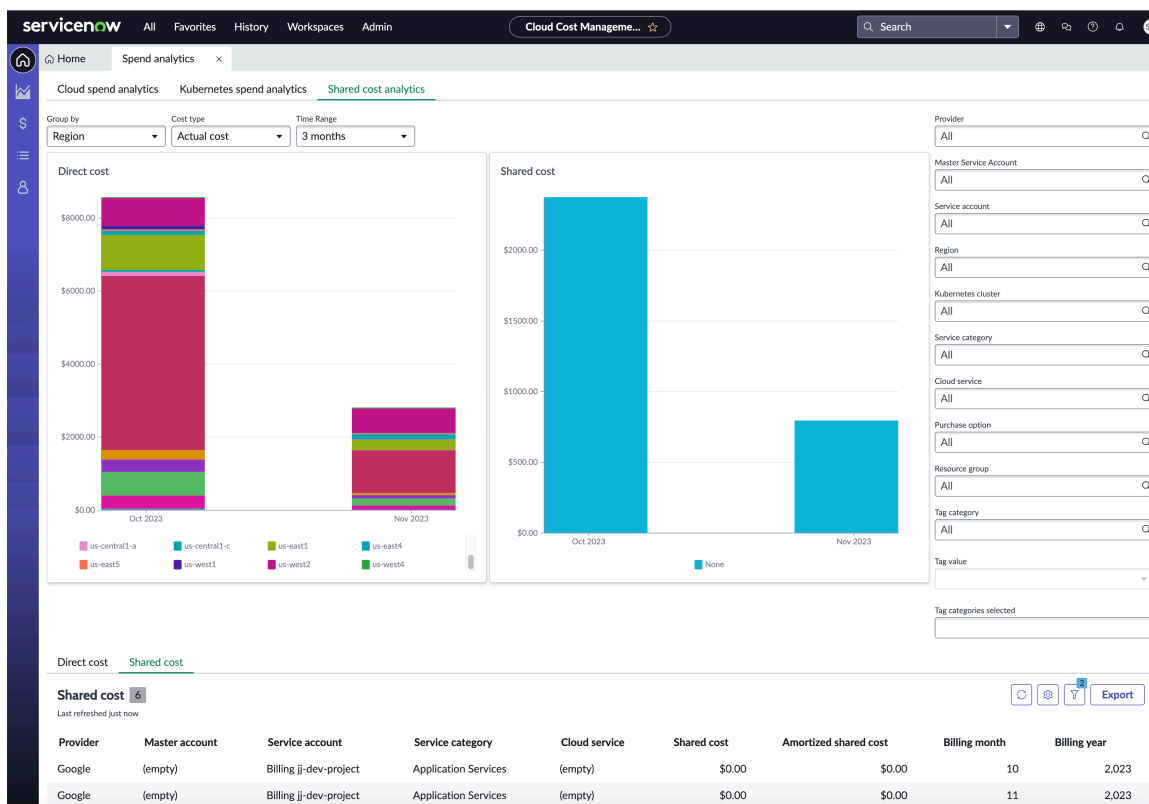 servicenow All Favorites History Workspaces Admin Cloud Cost Manageme... Search
Home Spend analytics ×
Cloud spend analytics Kubernetes spend analytics Shared cost analytics
Group by Cost type Time Range Provider
Region Actual cost 3 months All
Master Service Account
All
Service account
All
Region
All
Kubernetes cluster
All
Service category
All
Cloud service
All
Purchase option
All
Resource group
All
Tag category
All
Tag value
Tag categories selected
Direct cost
$8000.00
$6000.00
$4000.00
$2000.00
$0.00
Oct 2023 Nov 2023
us-central1-a us-central1-c us-east1 us-east4
us-east5 us-west1 us-west2 us-west4
Shared cost
$2000.00
$1500.00
$1000.00
$500.00
$0.00
Oct 2023 Nov 2023
None
Direct cost Shared cost
Shared cost 6 2 Export
Last refreshed just now
Provider Master account Service account Service category Cloud service Shared cost Amortized shared cost Billing month Billing year
Google (empty) Billing jj-dev-project Application Services (empty) $0.00 $0.00 10 2,023
Google (empty) Billing jj-dev-project Application Services (empty) $0.00 $0.00 11 2,023